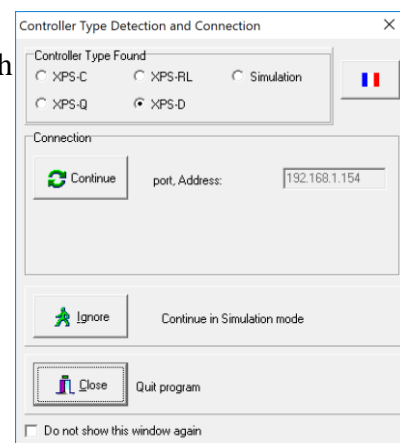 Controller Type Detection and Connection
h
Controller Type Found
XPS-C XPS-RL Simulation
XPS-Q XPS-D
Connection
Continue port, Address: 192.168.1.154
Ignore Continue in Simulation mode
Close Quit program
Do not show this window again